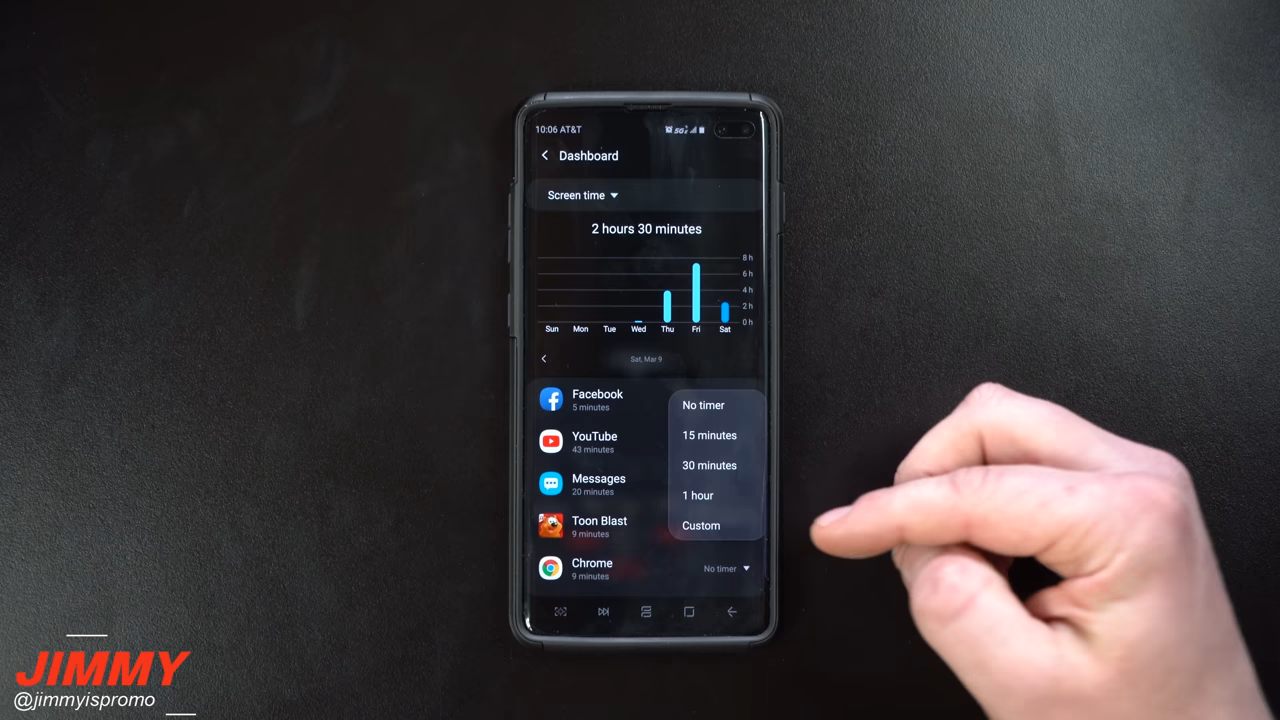 10:06 AT&T
Dashboard
Screen time
2 hours 30 minutes
8 h
6 h
4 h
2 h
0 h
Sun Mon Tue Wed Thu Fri Sat
Sat, Mar 9
Facebook
5 minutes
YouTube
43 minutes
Messages
20 minutes
Toon Blast
9 minutes
Chrome
9 minutes
No timer
15 minutes
30 minutes
1 hour
Custom
No timer
JIMMY
@jimmyispromo